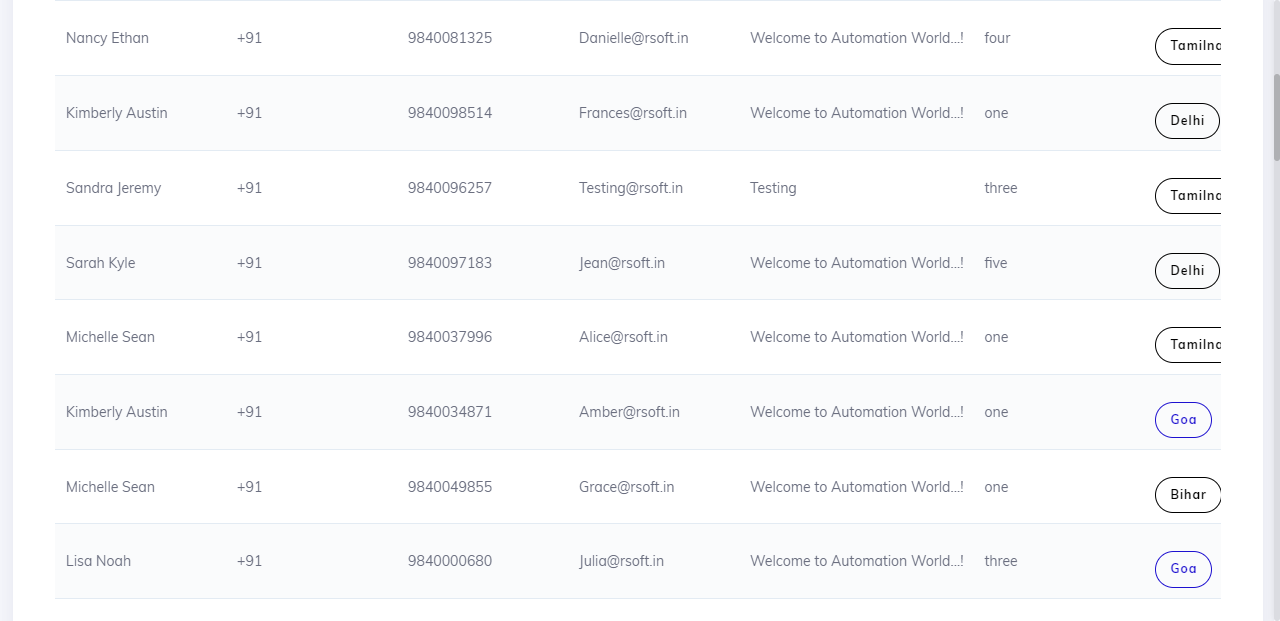 Nancy Ethan +91 9840081325 Danielle@rsoft.in Welcome to Automation World...! four Tamilna
Kimberly Austin +91 9840098514 Frances@rsoft.in Welcome to Automation World...! one Delhi
Sandra Jeremy +91 9840096257 Testing@rsoft.in Testing three Tamilna
Sarah Kyle +91 9840097183 Jean@rsoft.in Welcome to Automation World...! five Delhi
Michelle Sean +91 9840037996 Alice@rsoft.in Welcome to Automation World...! one Tamilna
Kimberly Austin +91 9840034871 Amber@rsoft.in Welcome to Automation World...! one Goa
Michelle Sean +91 9840049855 Grace@rsoft.in Welcome to Automation World...! one Bihar
Lisa Noah +91 9840000680 Julia@rsoft.in Welcome to Automation World...! three Goa